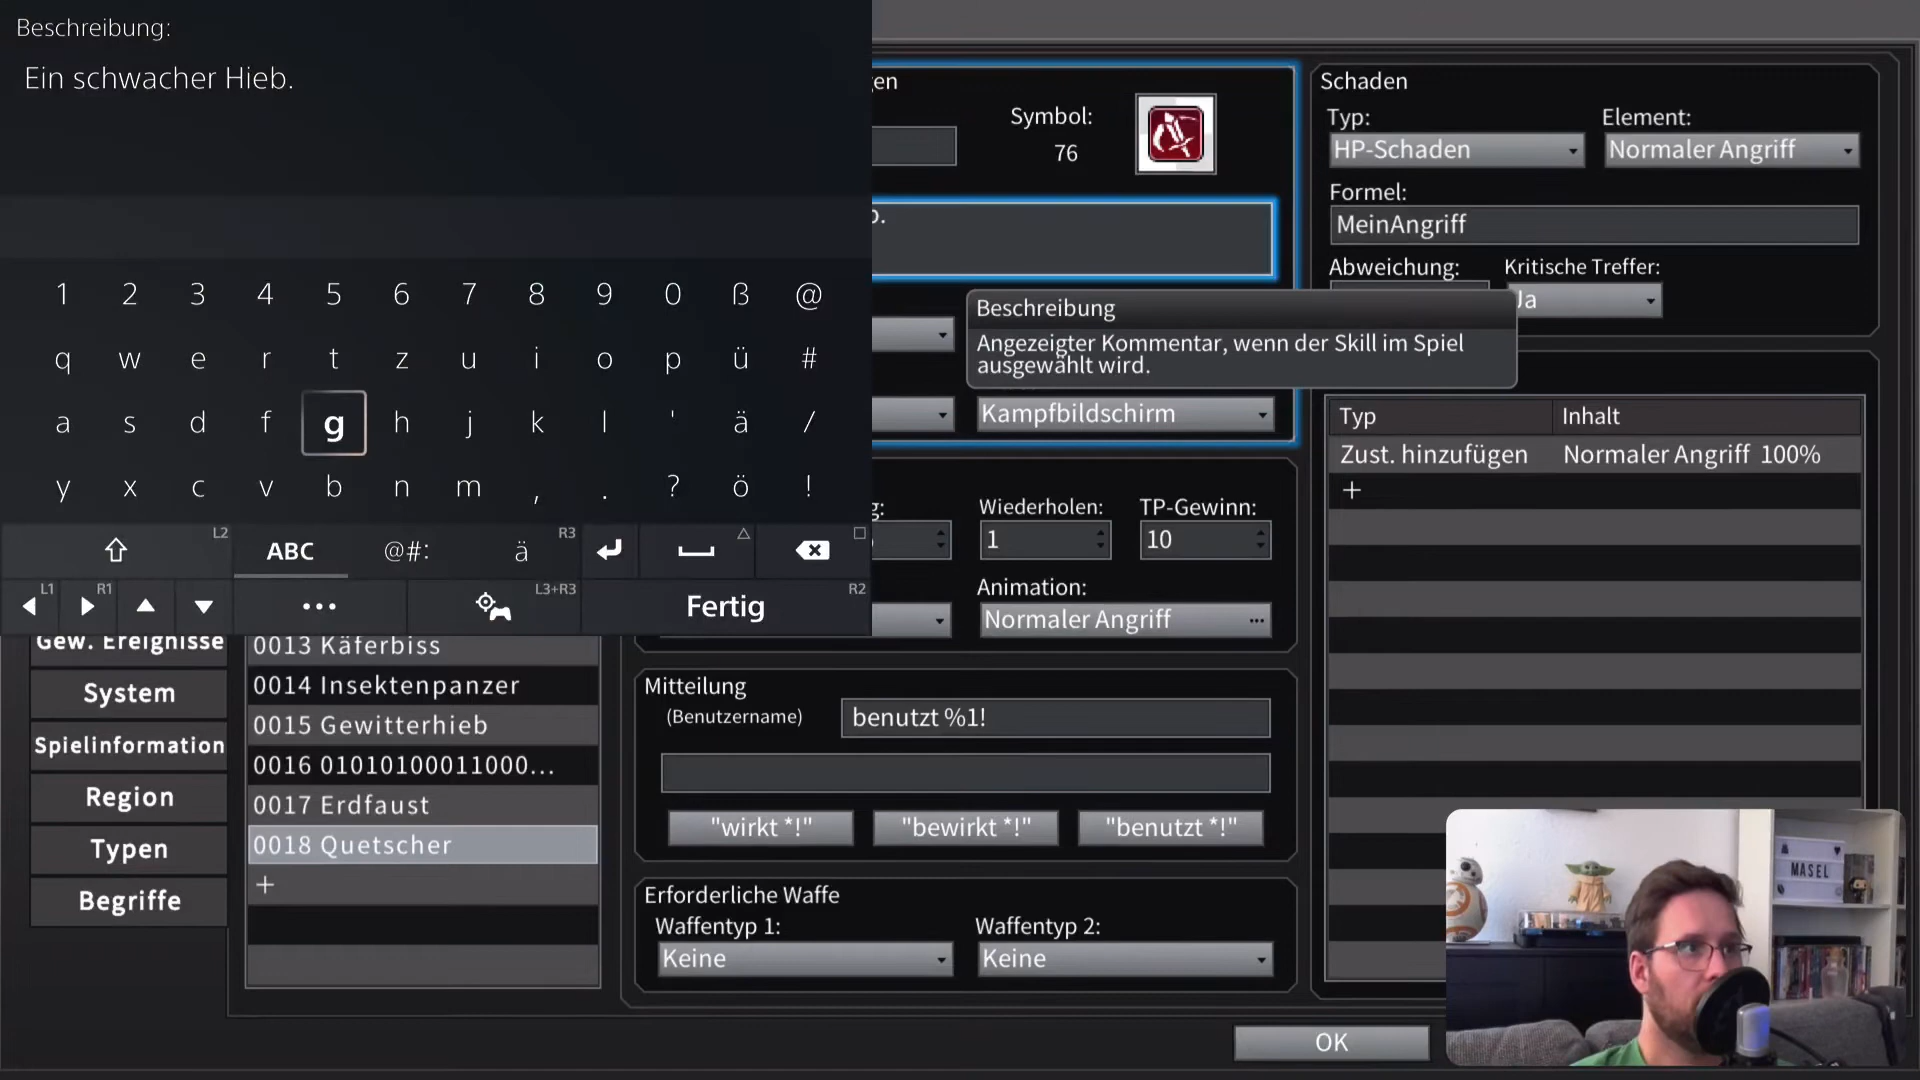 Beschreibung:
Ein schwacher Hieb.
1 2 3 4 5 6 7 8 9 0 ß @
q w e r t z u i o p ü #
a s d f g h j k l ' ä /
y x c v b n m , . ? ö !
L2
ABC
@#:
ä
R3
L1
R1
...
L3+R3
Fertig
R2
Symbol:
76
Beschreibung
Angezeigter Kommentar, wenn der Skill im Spiel
ausgewählt wird.
Kampfbildschirm
Wiederholen:
1
TP-Gewinn:
10
Animation:
Normaler Angriff
...
Mitteilung
(Benutzername)
benutzt %1!
"wirkt *!"
"bewirkt *!"
"benutzt *!"
Erforderliche Waffe
Waffentyp 1:
Keine
Waffentyp 2:
Keine
Schaden
Typ:
HP-Schaden
Element:
Normaler Angriff
Formel:
MeinAngriff
Abweichung:
Kritische Treffer:
Ja
Typ
Inhalt
Zust. hinzufügen
Normaler Angriff 100%
+
Gew. Ereignisse
System
Spielinformation
Region
Typen
Begriffe
0013 Käferbiss
0014 Insektenpanzer
0015 Gewitterhieb
0016 01010100011000...
0017 Erdfaust
0018 Quetscher
+
OK
MASEL